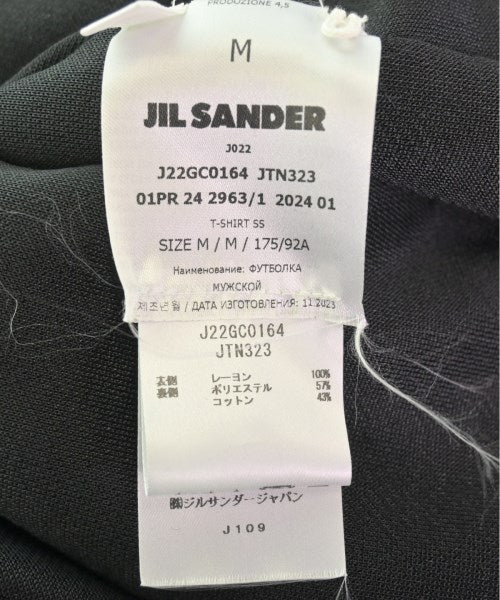 PRODUZIONE 4,5
M
JIL SANDER
J022
J22GC0164 JTN323
01PR 24 2963/1 2024 01
T-SHIRT SS
SIZE M / M / 175/92A
Наименование: ФУТБОЛКА
МУЖСКОЙ
제조년월 / ДАТА ИЗГОТОВЛЕНИЯ: 11.2023
J22GC0164
JTN323
表側 レーヨン 100%
裏側 ポリエステル 57%
コットン 43%
㈱ジルサンダージャパン
J109